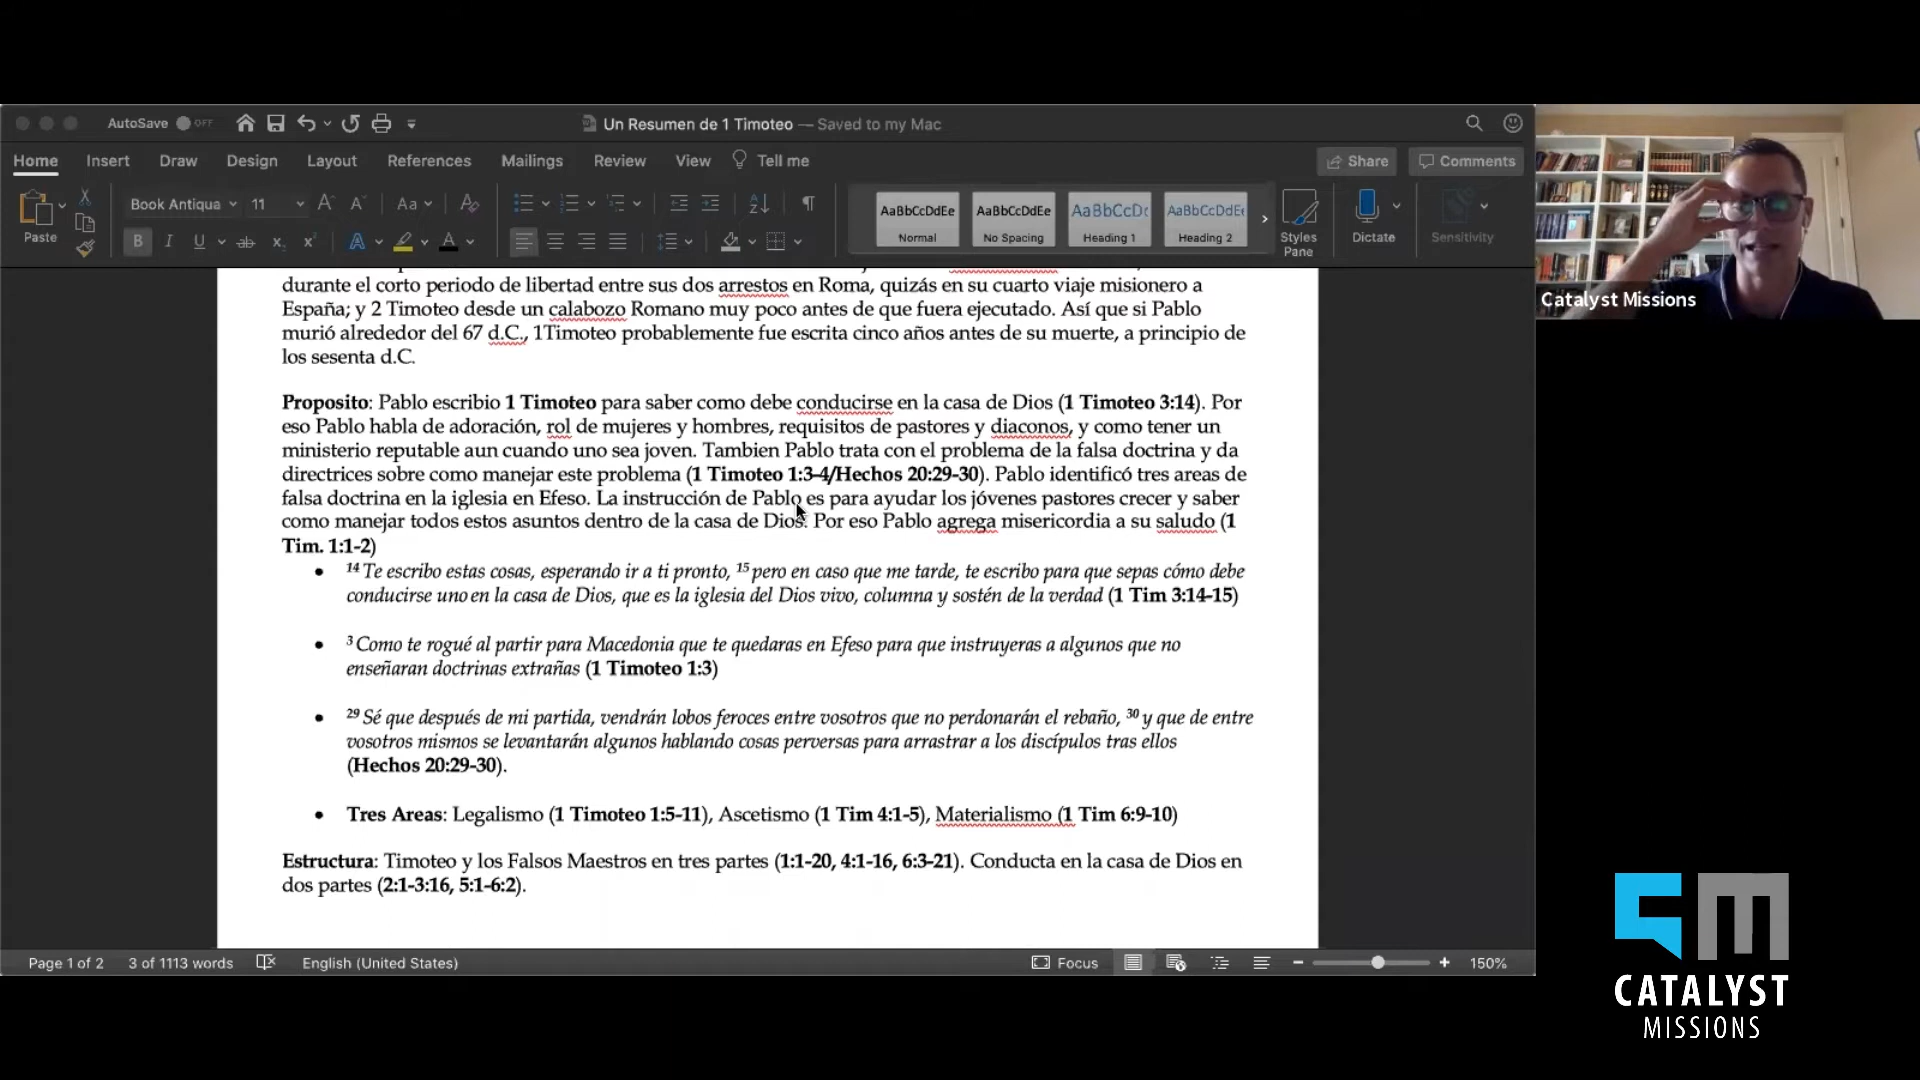 AutoSave OFF
Un Resumen de 1 Timoteo — Saved to my Mac
Home Insert Draw Design Layout References Mailings Review View Tell me
Share Comments
Paste
Book Antiqua 11
AaBbCcDdEe AaBbCcDdEe AaBbCcDc AaBbCcDdEe
Normal No Spacing Heading 1 Heading 2
Styles Pane
Dictate
Sensitivity
Catalyst Missions
durante el corto periodo de libertad entre sus dos arrestos en Roma, quizás en su cuarto viaje misionero a
España; y 2 Timoteo desde un calabozo Romano muy poco antes de que fuera ejecutado. Así que si Pablo
murió alrededor del 67 d.C., 1Timoteo probablemente fue escrita cinco años antes de su muerte, a principio de
los sesenta d.C.
Proposito: Pablo escribio 1 Timoteo para saber como debe conducirse en la casa de Dios (1 Timoteo 3:14). Por
eso Pablo habla de adoración, rol de mujeres y hombres, requisitos de pastores y diaconos, y como tener un
ministerio reputable aun cuando uno sea joven. Tambien Pablo trata con el problema de la falsa doctrina y da
directrices sobre como manejar este problema (1 Timoteo 1:3-4/Hechos 20:29-30). Pablo identificó tres areas de
falsa doctrina en la iglesia en Efeso. La instrucción de Pablo es para ayudar los jóvenes pastores crecer y saber
como manejar todos estos asuntos dentro de la casa de Dios. Por eso Pablo agrega misericordia a su saludo (1
Tim. 1:1-2)
• 14 Te escribo estas cosas, esperando ir a ti pronto, 15 pero en caso que me tarde, te escribo para que sepas cómo debe
conducirse uno en la casa de Dios, que es la iglesia del Dios vivo, columna y sostén de la verdad (1 Tim 3:14-15)
• 3 Como te rogué al partir para Macedonia que te quedaras en Efeso para que instruyeras a algunos que no
enseñaran doctrinas extrañas (1 Timoteo 1:3)
• 29 Sé que después de mi partida, vendrán lobos feroces entre vosotros que no perdonarán el rebaño, 30 y que de entre
vosotros mismos se levantarán algunos hablando cosas perversas para arrastrar a los discípulos tras ellos
(Hechos 20:29-30).
• Tres Areas: Legalismo (1 Timoteo 1:5-11), Ascetismo (1 Tim 4:1-5), Materialismo (1 Tim 6:9-10)
Estructura: Timoteo y los Falsos Maestros en tres partes (1:1-20, 4:1-16, 6:3-21). Conducta en la casa de Dios en
dos partes (2:1-3:16, 5:1-6:2).
Page 1 of 2 3 of 1113 words English (United States) Focus 150%
CM
CATALYST
MISSIONS